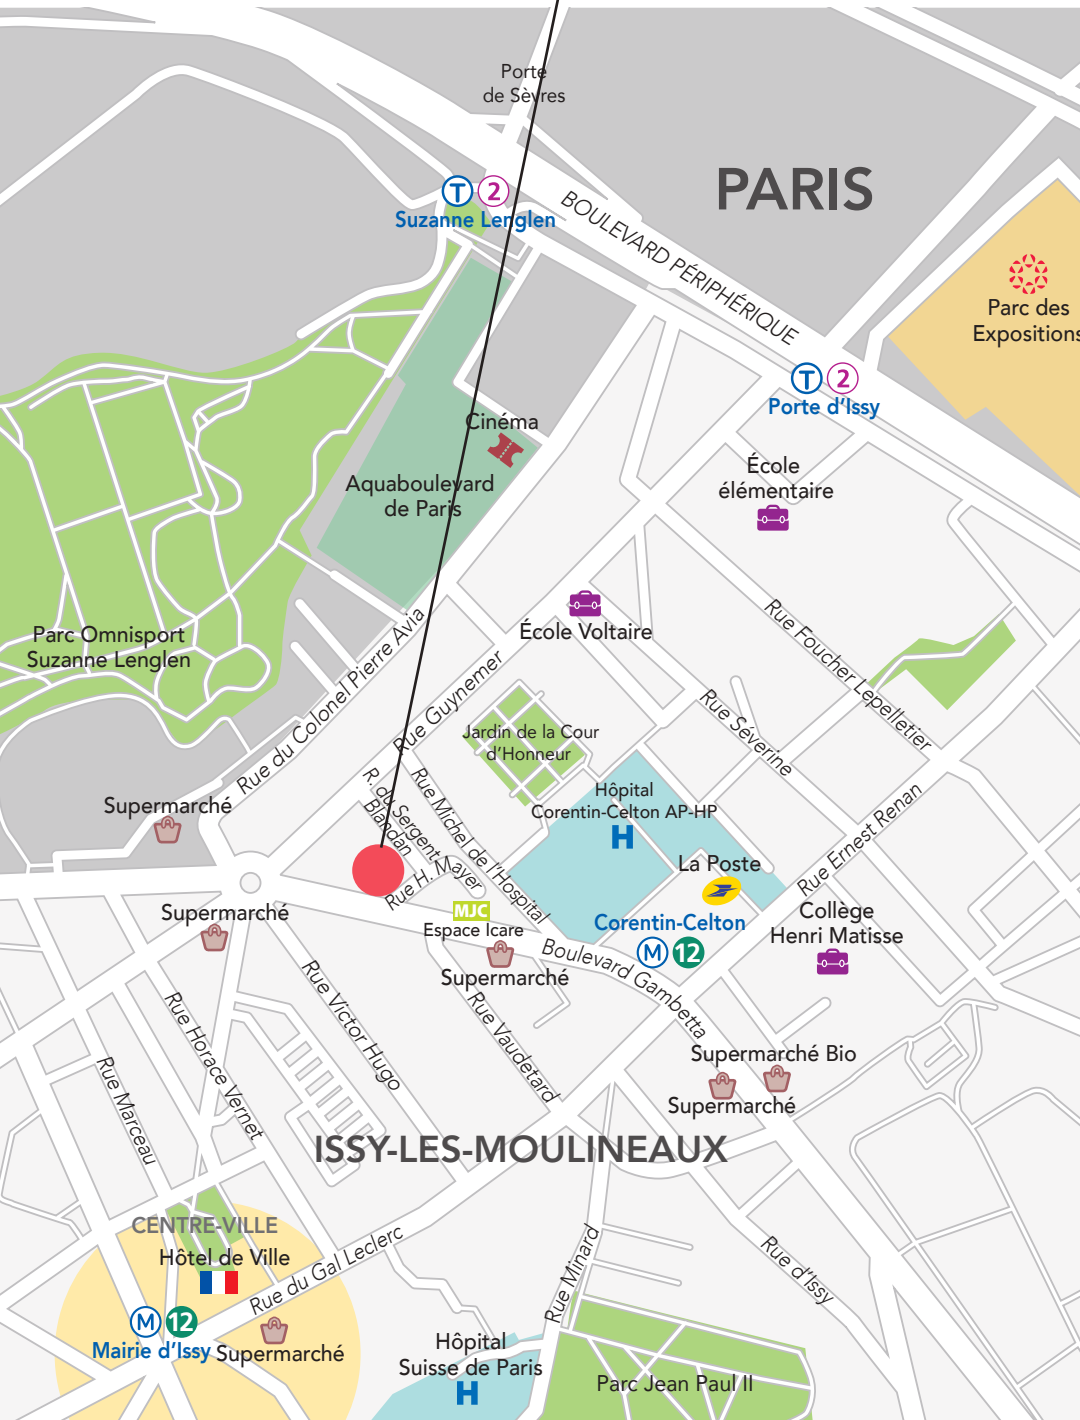 Porte
de Sèvres
PARIS
T 2
Suzanne Lenglen
BOULEVARD PÉRIPHÉRIQUE
Parc des
Expositions
T 2
Porte d'Issy
Cinéma
École
élémentaire
Aquaboulevard
de Paris
École Voltaire
Rue Foucher Lepelletier
Parc Omnisport
Suzanne Lenglen
Rue du Colonel Pierre Avia
Rue Guynemer
Rue Séverine
Jardin de la Cour
d'Honneur
R. du Sergent
Blandan
Rue Michel de l'Hospital
Hôpital
Corentin-Celton AP-HP
H
Supermarché
Rue H. Mayer
La Poste
Rue Ernest Renan
Supermarché
MJC
Espace Icare
Corentin-Celton
M 12
Collège
Henri Matisse
Supermarché
Boulevard Gambetta
Rue Victor Hugo
Rue Vaudetard
Rue Horace Vernet
Rue Marceau
Supermarché Bio
Supermarché
ISSY-LES-MOULINEAUX
CENTRE-VILLE
Hôtel de Ville
Rue du Gal Leclerc
Rue Minard
Rue d'Issy
M 12
Mairie d'Issy
Supermarché
Hôpital
Suisse de Paris
H
Parc Jean Paul II